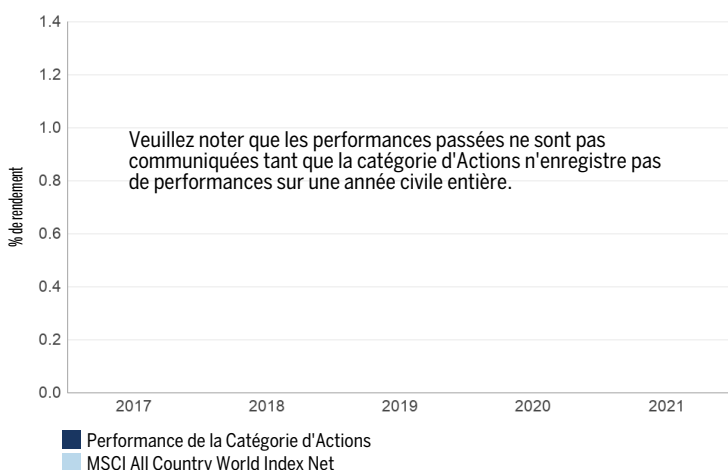 1.4
1.2
1.0
Veuillez noter que les performances passées ne sont pas
communiquées tant que la catégorie d'Actions n'enregistre pas
0.8
de performances sur une année civile entière.
% de rendement
0.6
0.4
0.2
0.0
2017 2018 2019 2020 2021
Performance de la Catégorie d'Actions
MSCI All Country World Index Net